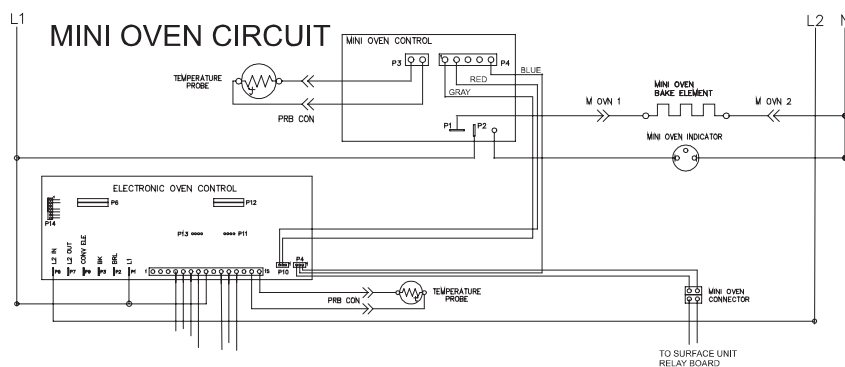 L1
L2
N
MINI OVEN CIRCUIT
MINI OVEN CONTROL
P3
P4
BLUE
RED
GRAY
TEMPERATURE
PROBE
PRB CON
P1
P2
M OVN 1
MINI OVEN
BAKE ELEMENT
M OVN 2
MINI OVEN INDICATOR
ELECTRONIC OVEN CONTROL
P14
P6
P12
P13
P11
L2 IN
L2 OUT
CONV ELE
BK
BRL
L1
P7
P3
P2
P1
1
15
P10
P4
PRB CON
TEMPERATURE
PROBE
MINI OVEN
CONNECTOR
TO SURFACE UNIT
RELAY BOARD